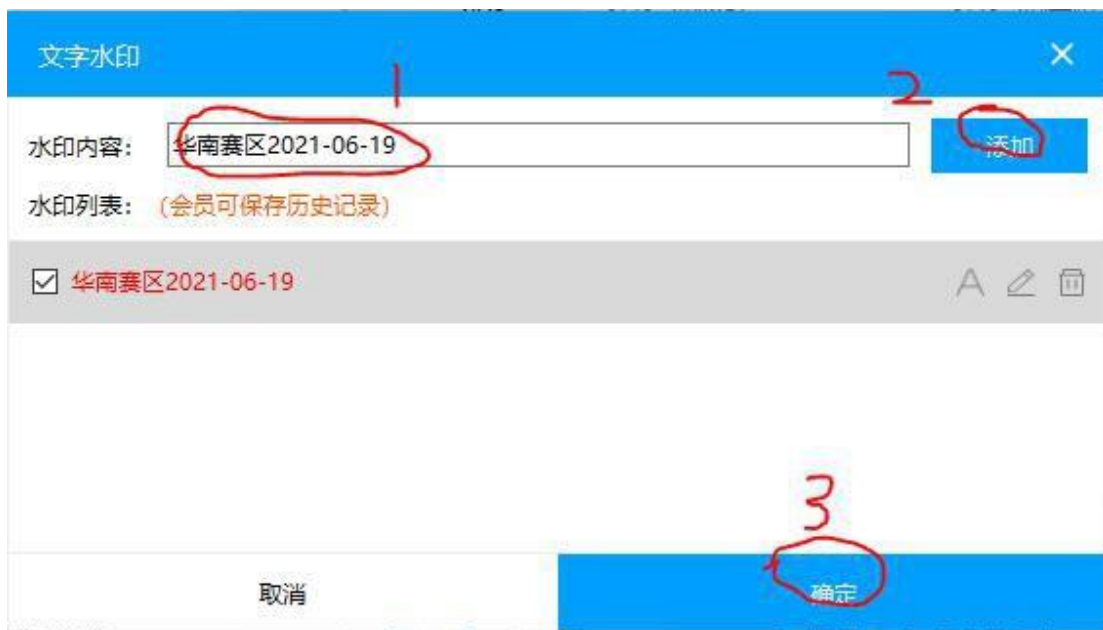 文字水印
1
2
水印内容： 华南赛区2021-06-19 添加
水印列表： (会员可保存历史记录)
华南赛区2021-06-19
3
取消 确定